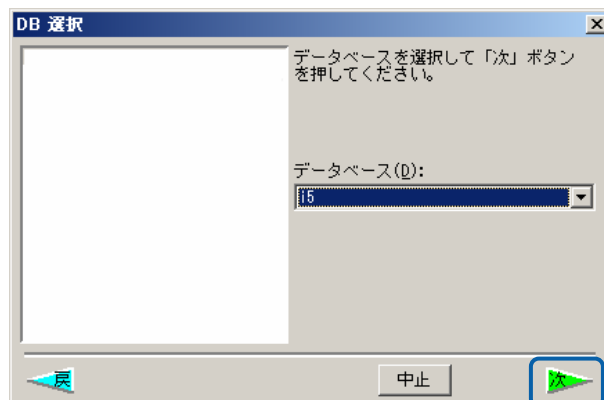 DB 選択
データベースを選択して「次」ボタン
を押してください。
データベース(D):
i5
戻
中止
次